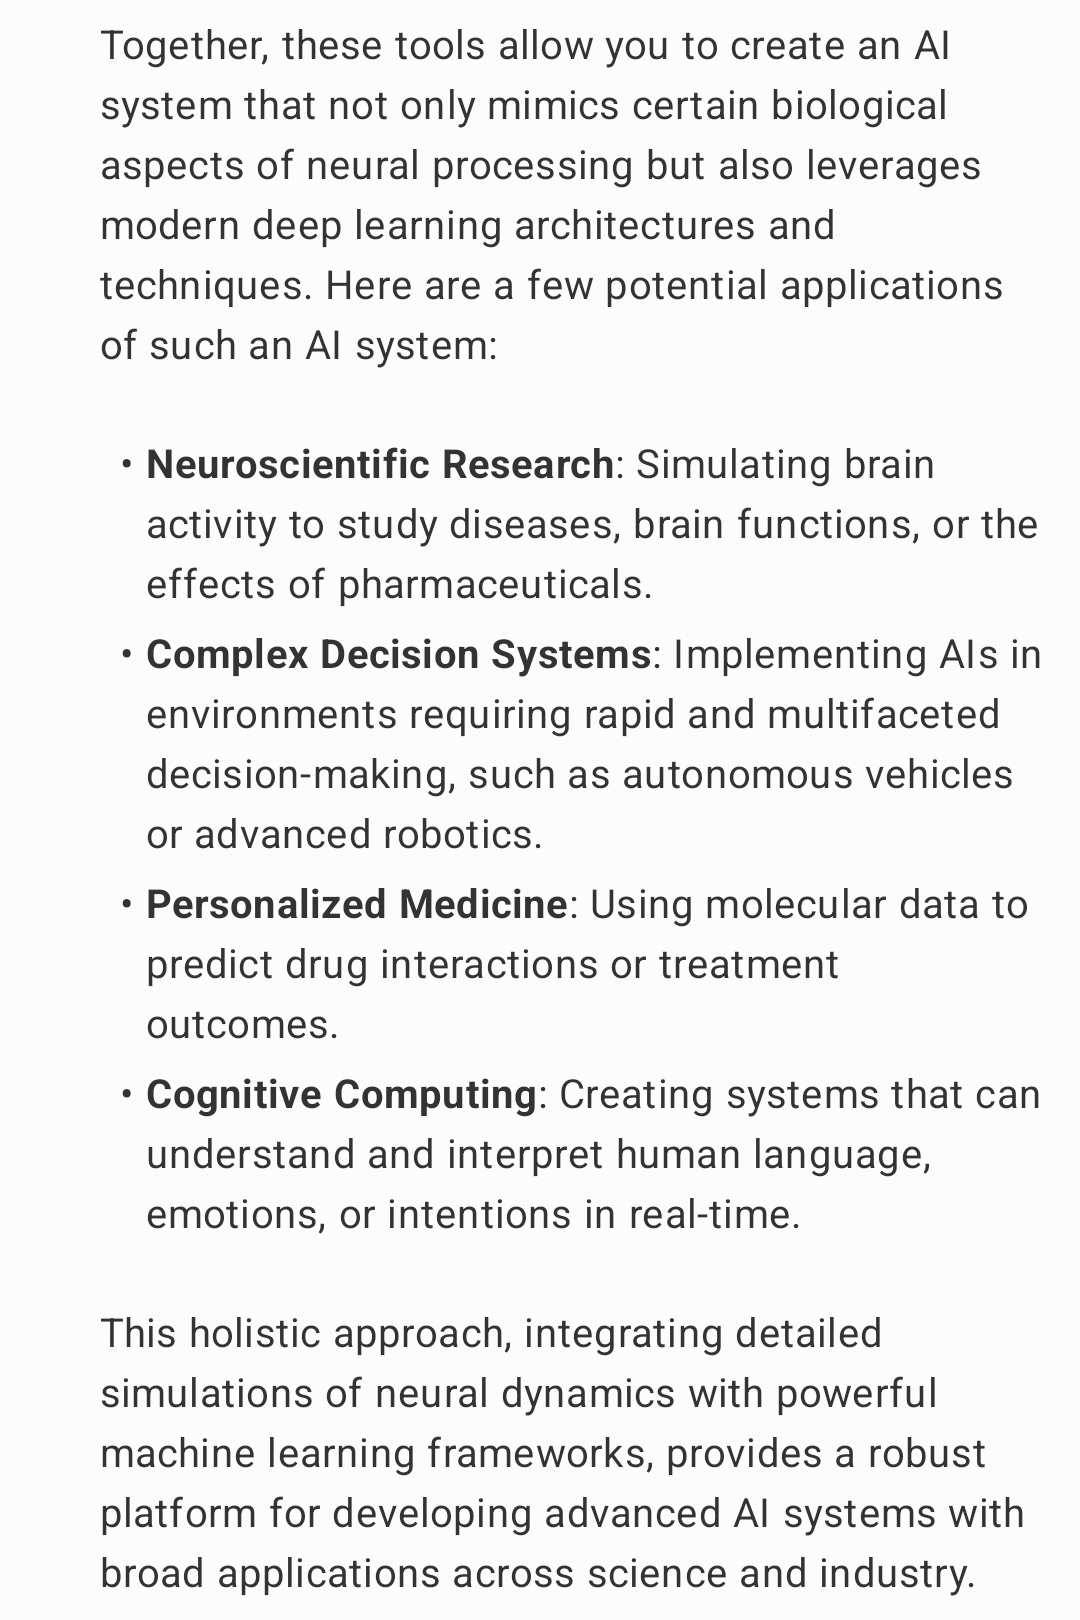 Together, these tools allow you to create an AI
system that not only mimics certain biological
aspects of neural processing but also leverages
modern deep learning architectures and
techniques. Here are a few potential applications
of such an AI system:
• Neuroscientific Research: Simulating brain
activity to study diseases, brain functions, or the
effects of pharmaceuticals.
• Complex Decision Systems: Implementing AIs in
environments requiring rapid and multifaceted
decision-making, such as autonomous vehicles
or advanced robotics.
• Personalized Medicine: Using molecular data to
predict drug interactions or treatment
outcomes.
• Cognitive Computing: Creating systems that can
understand and interpret human language,
emotions, or intentions in real-time.
This holistic approach, integrating detailed
simulations of neural dynamics with powerful
machine learning frameworks, provides a robust
platform for developing advanced AI systems with
broad applications across science and industry.